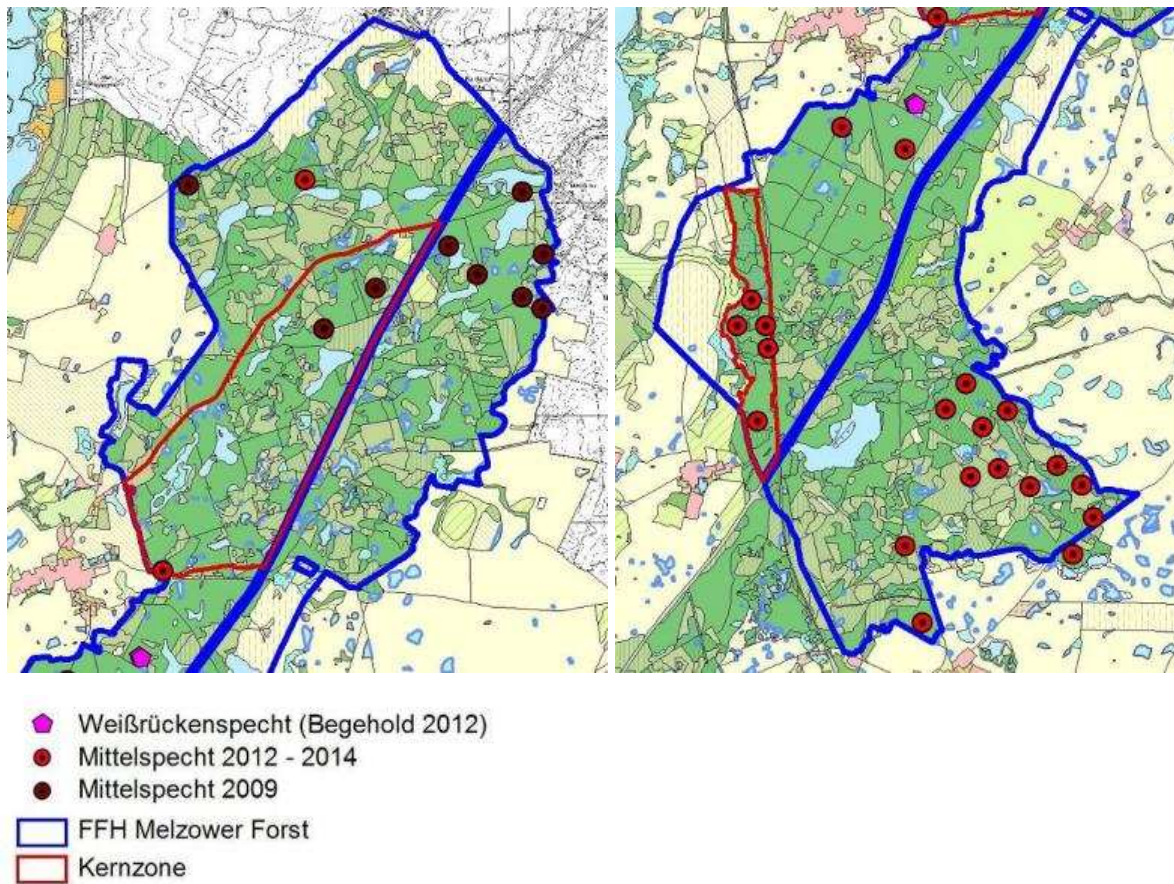 Weißrückenspecht (Begehold 2012)
Mittelspecht 2012 - 2014
Mittelspecht 2009
FFH Melzower Forst
Kernzone